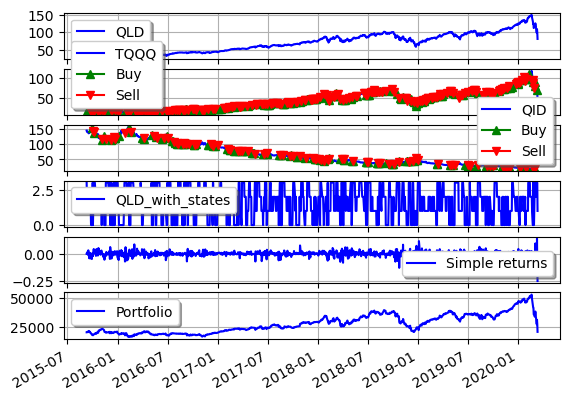 150
100
50
QLD
TQQQ
Buy
Sell
100
50
QID
Buy
Sell
150
100
50
2.5
0.0
QLD_with_states
0.00
−0.25
Simple returns
50000
25000
Portfolio
2015-07
2016-01
2016-07
2017-01
2017-07
2018-01
2018-07
2019-01
2019-07
2020-01